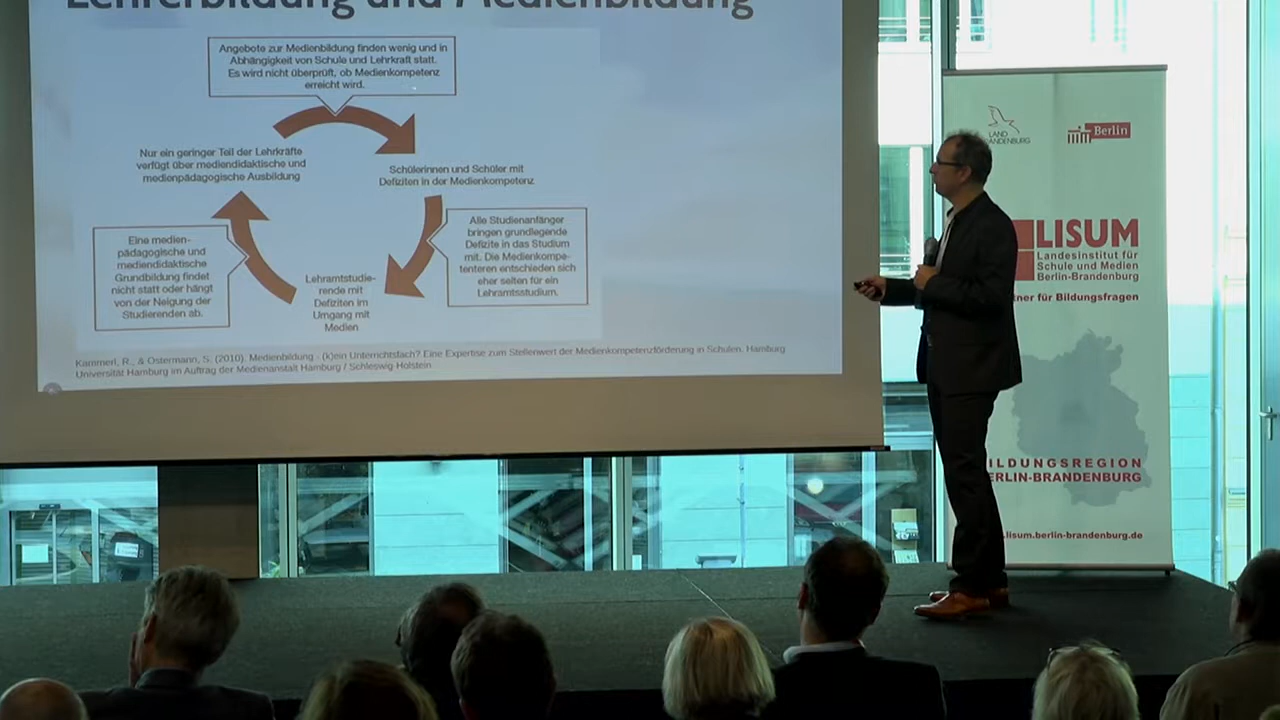 Lehrerbildung und Medienbildung
Angebote zur Medienbildung finden wenig und in
Abhängigkeit von Schule und Lehrkraft statt.
Es wird nicht überprüft, ob Medienkompetenz
erreicht wird.
Nur ein geringer Teil der Lehrkräfte
verfügt über mediendidaktische und
medienpädagogische Ausbildung
Schülerinnen und Schüler mit
Defiziten in der Medienkompetenz
Alle Studienanfänger
bringen grundlegende
Defizite in das Studium
mit. Die Medienkompe-
tenteren entschieden sich
eher selten für ein
Lehramtsstudium.
Eine medien-
pädagogische und
mediendidaktische
Grundbildung findet
nicht statt oder hängt
von der Neigung der
Studierenden ab.
Lehramtstudie-
rende mit
Defiziten im
Umgang mit
Medien
Kammerl, R., & Ostermann, S. (2010). Medienbildung - (k)ein Unterrichtsfach? Eine Expertise zum Stellenwert der Medienkompetenzförderung in Schulen. Hamburg
Universität Hamburg im Auftrag der Medienanstalt Hamburg / Schleswig-Holstein
LAND
RANDENBURG
Berlin
LISUM
Landesinstitut für
Schule und Medien
Berlin-Brandenburg
tner für Bildungsfragen
ILDUNGSREGION
ERLIN-BRANDENBURG
.lisum.berlin-brandenburg.de